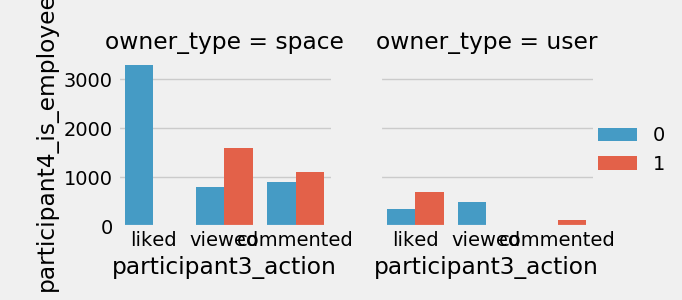 owner_type = space
owner_type = user
participant4_is_employee
3000
2000
1000
0
liked viewed commented
liked viewed commented
participant3_action
participant3_action
0
1